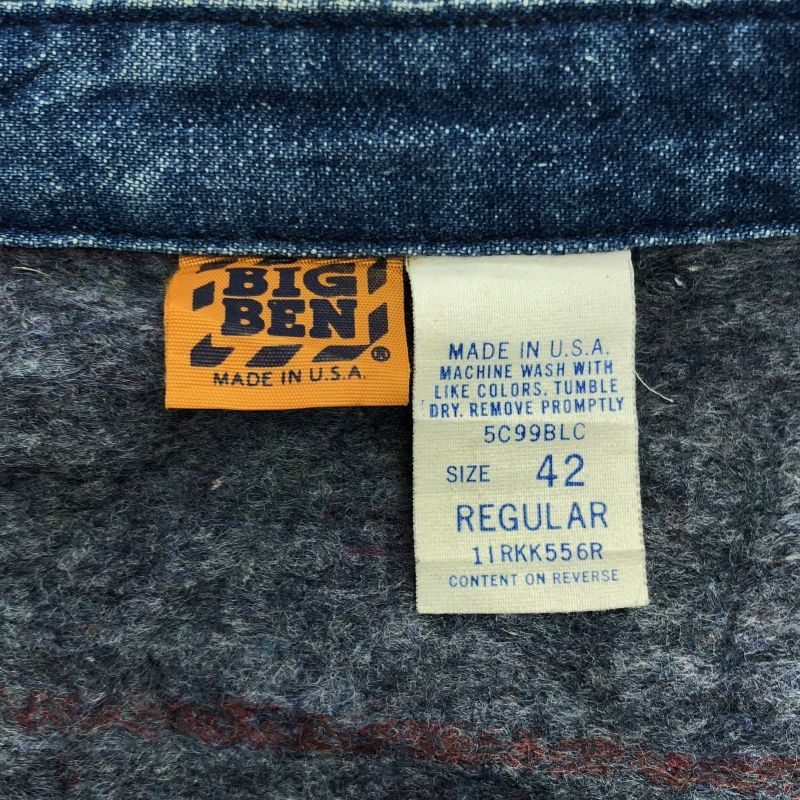 BIG
BEN
®
MADE IN U.S.A.
MADE IN U.S.A.
MACHINE WASH WITH
LIKE COLORS. TUMBLE
DRY. REMOVE PROMPTLY
5C99BLC
SIZE 42
REGULAR
11RKK556R
CONTENT ON REVERSE